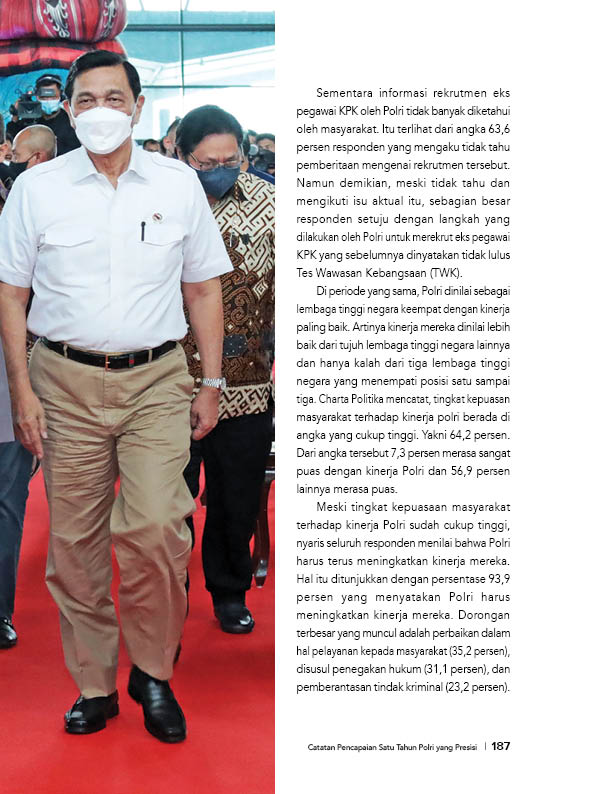 Sementara informasi rekrutmen eks
pegawai KPK oleh Polri tidak banyak diketahui
oleh masyarakat. Itu terlihat dari angka 63,6
persen responden yang mengaku tidak tahu
pemberitaan mengenai rekrutmen tersebut.
Namun demikian, meski tidak tahu dan
mengikuti isu aktual itu, sebagian besar
responden setuju dengan langkah yang
dilakukan oleh Polri untuk merekrut eks pegawai
KPK yang sebelumnya dinyatakan tidak lulus
Tes Wawasan Kebangsaan (TWK).
Di periode yang sama, Polri dinilai sebagai
lembaga tinggi negara keempat dengan kinerja
paling baik. Artinya kinerja mereka dinilai lebih
baik dari tujuh lembaga tinggi negara lainnya
dan hanya kalah dari tiga lembaga tinggi
negara yang menempati posisi satu sampai
tiga. Charta Politika mencatat, tingkat kepuasan
masyarakat terhadap kinerja polri berada di
angka yang cukup tinggi. Yakni 64,2 persen.
Dari angka tersebut 7,3 persen merasa sangat
puas dengan kinerja Polri dan 56,9 persen
lainnya merasa puas.
Meski tingkat kepuasaan masyarakat
terhadap kinerja Polri sudah cukup tinggi,
nyaris seluruh responden menilai bahwa Polri
harus terus meningkatkan kinerja mereka.
Hal itu ditunjukkan dengan persentase 93,9
persen yang menyatakan Polri harus
meningkatkan kinerja mereka. Dorongan
terbesar yang muncul adalah perbaikan dalam
hal pelayanan kepada masyarakat (35,2 persen),
disusul penegakan hukum (31,1 persen), dan
pemberantasan tindak kriminal (23,2 persen).
Catatan Pencapaian Satu Tahun Polri yang Presisi | 187